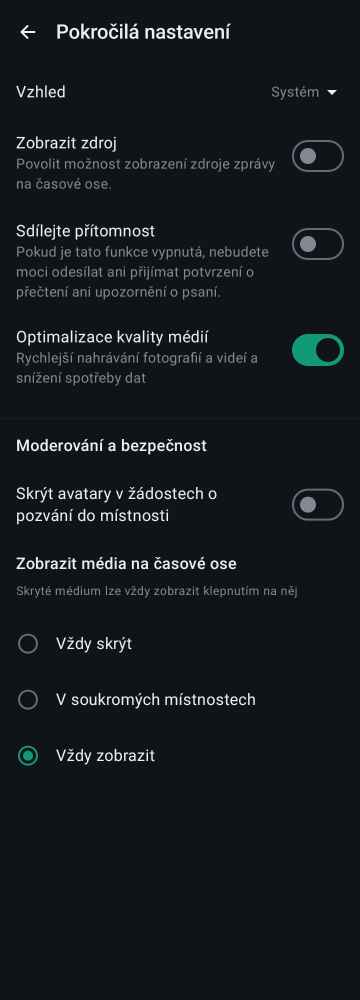 Pokročilá nastavení
Vzhled
Systém
Zobrazit zdroj
Povolit možnost zobrazení zdroje zprávy
na časové ose.
Sdílejte přítomnost
Pokud je tato funkce vypnutá, nebudete
moci odesílat ani přijímat potvrzení o
přečtení ani upozornění o psaní.
Optimalizace kvality médií
Rychlejší nahrávání fotografií a videí a
snížení spotřeby dat
Moderování a bezpečnost
Skrýt avatary v žádostech o
pozvání do místnosti
Zobrazit média na časové ose
Skryté médium lze vždy zobrazit klepnutím na něj
Vždy skrýt
V soukromých místnostech
Vždy zobrazit